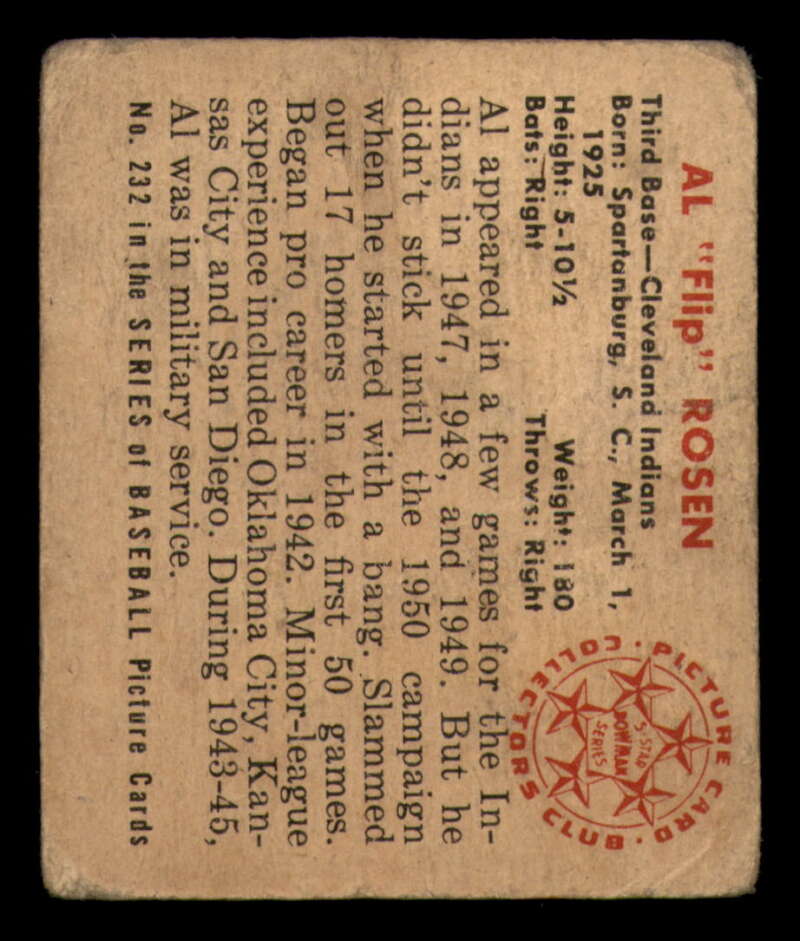 AL "Flip" ROSEN
Third Base—Cleveland Indians
Born: Spartanburg, S. C., March 1,
1925
Height: 5-10½ Weight: 180
Bats: Right Throws: Right
Al appeared in a few games for the In-
dians in 1947, 1948, and 1949. But he
didn't stick until the 1950 campaign
when he started with a bang. Slammed
out 17 homers in the first 50 games.
Began pro career in 1942. Minor-league
experience included Oklahoma City, Kan-
sas City and San Diego. During 1943-45,
Al was in military service.
No. 232 in the SERIES of BASEBALL Picture Cards
PICTURE CARD
COLLECTORS CLUB
5-STAR
BOWMAN
SERIES